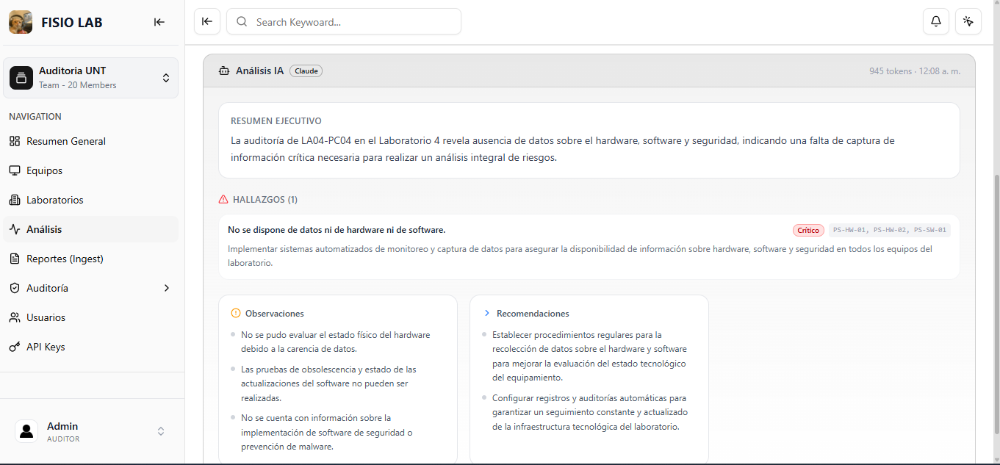 FISIO LAB
Search Keywoard...
Auditoria UNT
Team - 20 Members
NAVIGATION
Resumen General
Equipos
Laboratorios
Análisis
Reportes (Ingest)
Auditoría
Usuarios
API Keys
Admin
AUDITOR
Análisis IA Claude
945 tokens · 12:08 a. m.
RESUMEN EJECUTIVO
La auditoría de LA04-PC04 en el Laboratorio 4 revela ausencia de datos sobre el hardware, software y seguridad, indicando una falta de captura de
información crítica necesaria para realizar un análisis integral de riesgos.
HALLAZGOS (1)
No se dispone de datos ni de hardware ni de software.
Crítico PS-HW-01, PS-HW-02, PS-SW-01
Implementar sistemas automatizados de monitoreo y captura de datos para asegurar la disponibilidad de información sobre hardware, software y seguridad en todos los equipos del
laboratorio.
Observaciones
No se pudo evaluar el estado físico del hardware
debido a la carencia de datos.
Las pruebas de obsolescencia y estado de las
actualizaciones del software no pueden ser
realizadas.
No se cuenta con información sobre la
implementación de software de seguridad o
prevención de malware.
Recomendaciones
Establecer procedimientos regulares para la
recolección de datos sobre el hardware y software
para mejorar la evaluación del estado tecnológico
del equipamiento.
Configurar registros y auditorías automáticas para
garantizar un seguimiento constante y actualizado
de la infraestructura tecnológica del laboratorio.